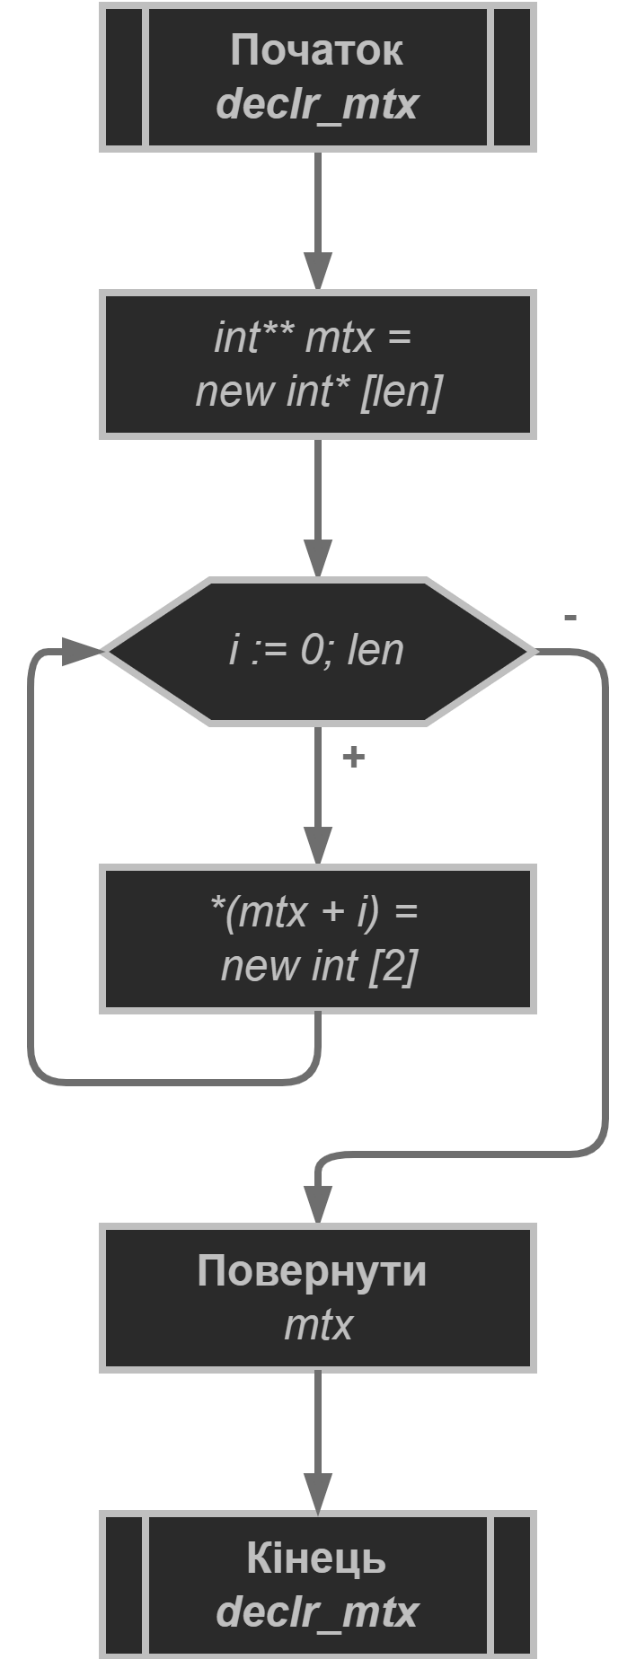 Початок
declr_mtx
int** mtx =
new int* [len]
i := 0; len
-
+
*(mtx + i) =
new int [2]
Повернути
mtx
Кінець
declr_mtx